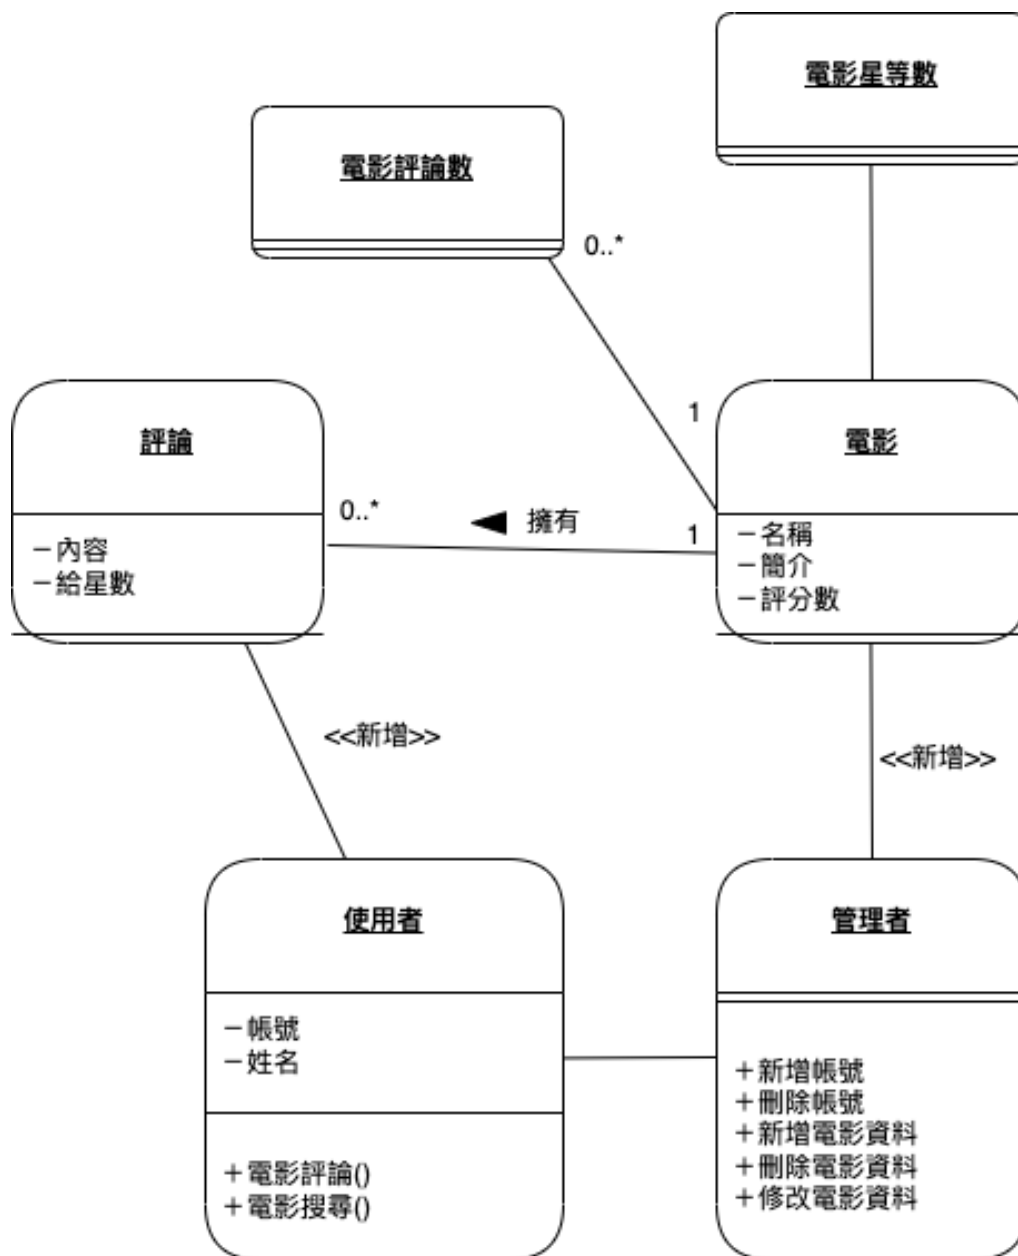 電影星等數
電影評論數
0..*
1
評論
－內容
－給星數
0..*
◀ 擁有
1
電影
－名稱
－簡介
－評分數
<<新增>>
<<新增>>
使用者
－帳號
－姓名
＋電影評論()
＋電影搜尋()
管理者
＋新增帳號
＋刪除帳號
＋新增電影資料
＋刪除電影資料
＋修改電影資料